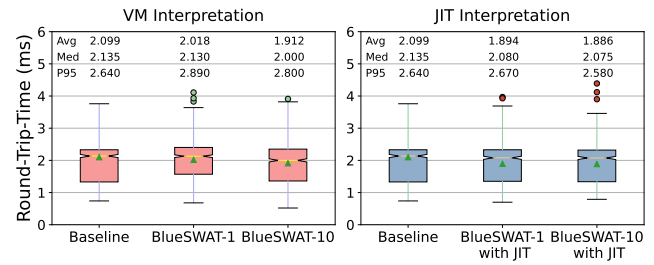 VM Interpretation
JIT Interpretation
Round-Trip-Time (ms)
6
5
4
3
2
1
0
Avg 2.099 2.018 1.912
Med 2.135 2.130 2.000
P95 2.640 2.890 2.800
Baseline BlueSWAT-1 BlueSWAT-10
6
5
4
3
2
1
0
Avg 2.099 1.894 1.886
Med 2.135 2.080 2.075
P95 2.640 2.670 2.580
Baseline BlueSWAT-1 BlueSWAT-10
with JIT with JIT